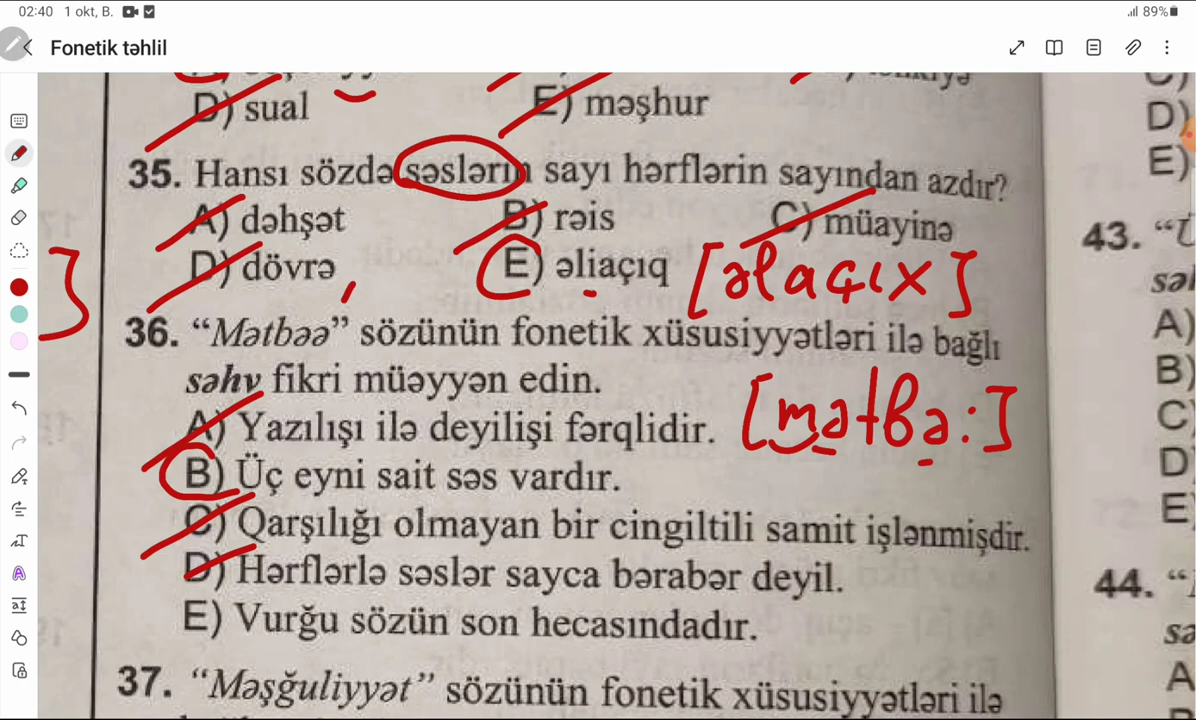 02:40 1 okt, B. 89%
Fonetik təhlil
D) sual E) məşhur
35. Hansı sözdə səslərin sayı hərflərin sayından azdır?
A) dəhşət B) rəis C) müayinə
D) dövrə E) əliaçıq [əlaçıx]
36. “Mətbəə” sözünün fonetik xüsusiyyətləri ilə bağlı
səhv fikri müəyyən edin.
[mətbə:]
A) Yazılışı ilə deyilişi fərqlidir.
B) Üç eyni sait səs vardır.
C) Qarşılığı olmayan bir cingiltili samit işlənmişdir.
D) Hərflərlə səslər sayca bərabər deyil.
E) Vurğu sözün son hecasındadır.
37. “Məşğuliyyət” sözünün fonetik xüsusiyyətləri ilə
C)
D)
E)
43. “
A)
B)
C)
D)
E
44. “
A